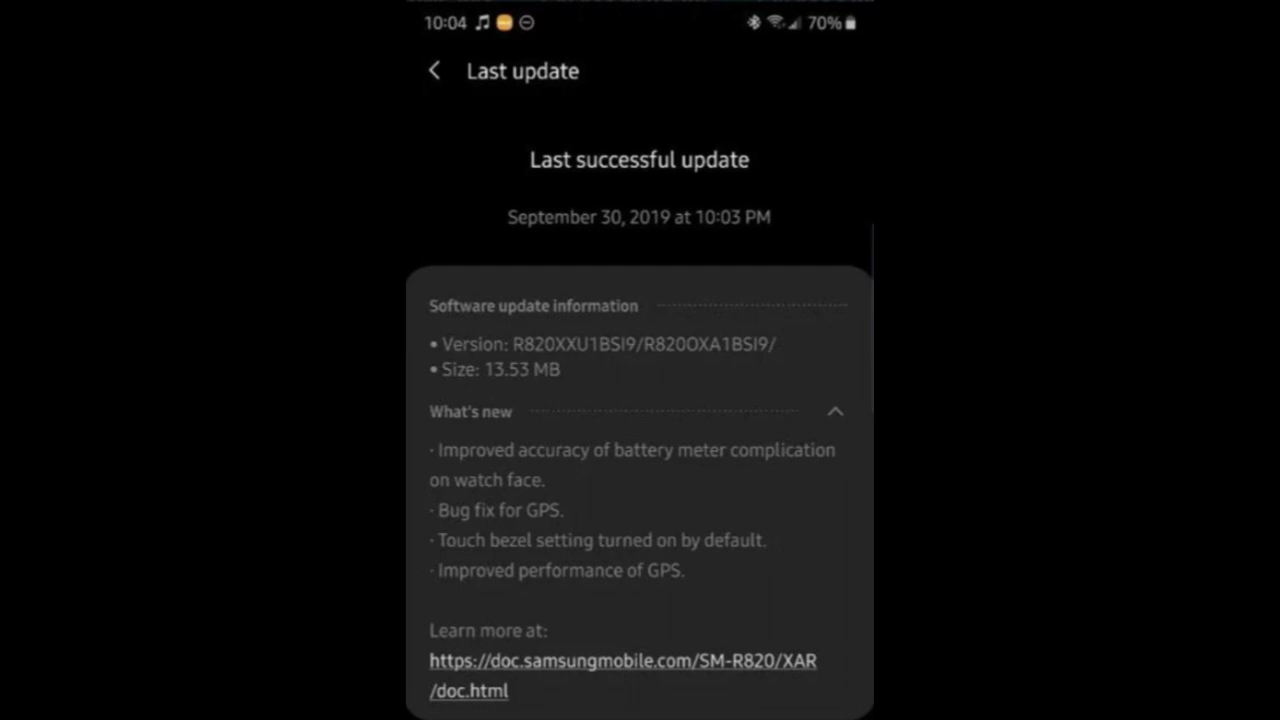 10:04 70%
Last update
Last successful update
September 30, 2019 at 10:03 PM
Software update information
• Version: R820XXU1BSI9/R820OXA1BSI9/
• Size: 13.53 MB
What's new
· Improved accuracy of battery meter complication
on watch face.
· Bug fix for GPS.
· Touch bezel setting turned on by default.
· Improved performance of GPS.
Learn more at:
https://doc.samsungmobile.com/SM-R820/XAR
/doc.html